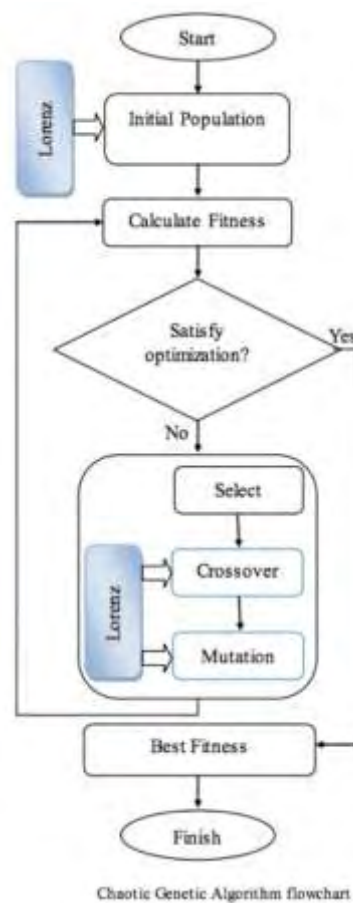 Start
Lorenz
Initial Population
Calculate Fitness
Satisfy
optimization?
Yes
No
Select
Lorenz
Crossover
Mutation
Best Fitness
Finish
Chaotic Genetic Algorithm flowchart